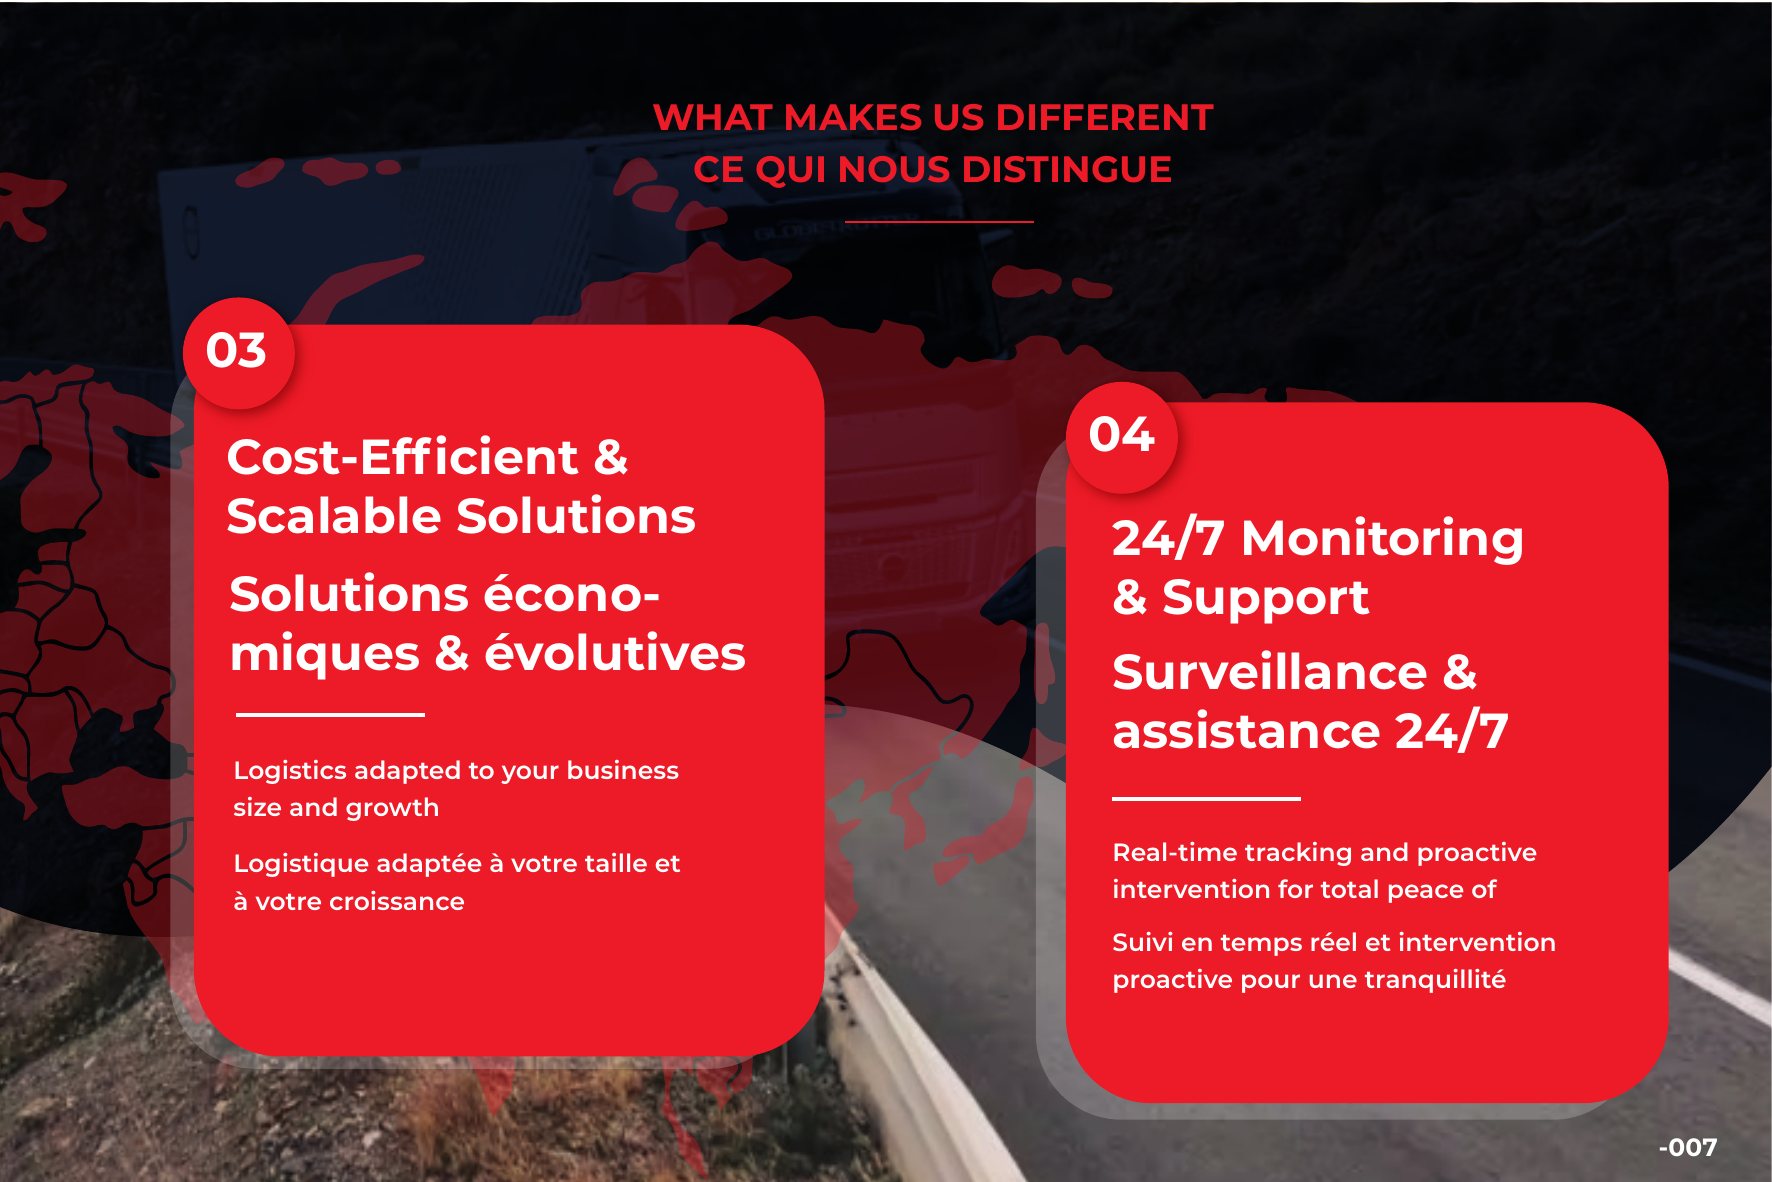 WHAT MAKES US DIFFERENT
CE QUI NOUS DISTINGUE
03
Cost-Efficient &
Scalable Solutions
Solutions écono-
miques & évolutives
Logistics adapted to your business
size and growth
Logistique adaptée à votre taille et
à votre croissance
04
24/7 Monitoring
& Support
Surveillance &
assistance 24/7
Real-time tracking and proactive
intervention for total peace of
Suivi en temps réel et intervention
proactive pour une tranquillité
-007